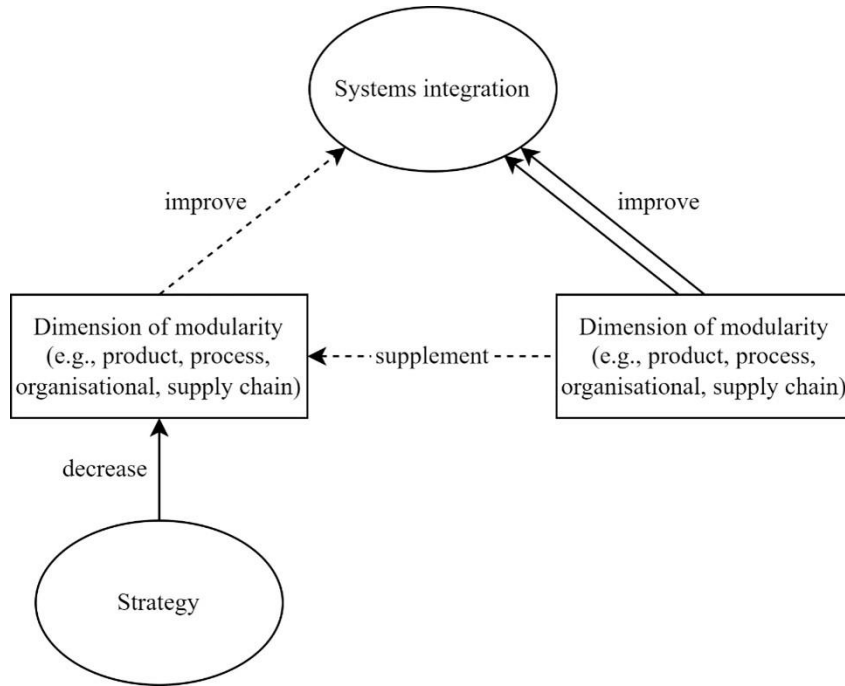 Systems integration
improve
improve
Dimension of modularity
(e.g., product, process,
organisational, supply chain)
supplement
Dimension of modularity
(e.g., product, process,
organisational, supply chain)
decrease
Strategy